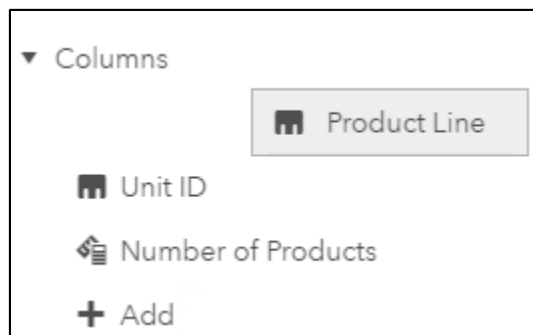 Columns
Product Line
Unit ID
Number of Products
Add